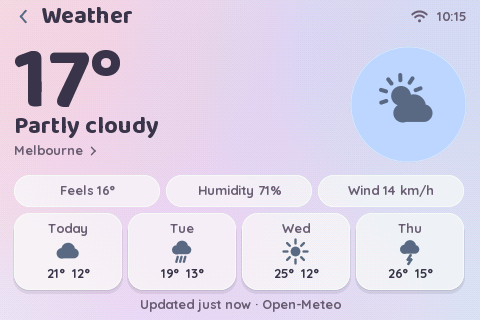 Weather
10:15
17°
Partly cloudy
Melbourne
Feels 16°
Humidity 71%
Wind 14 km/h
Today
Tue
Wed
Thu
21° 12°
19° 13°
25° 12°
26° 15°
Updated just now · Open-Meteo